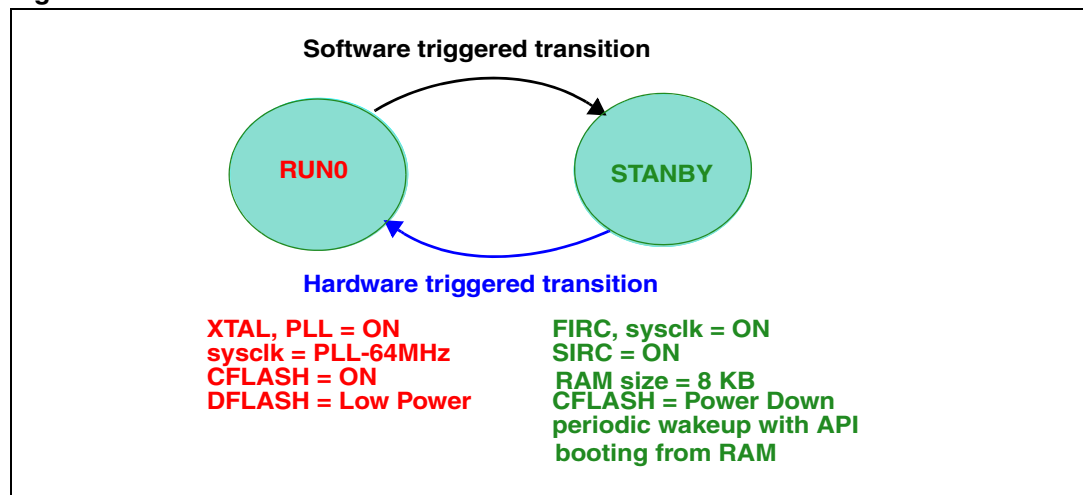 Software triggered transition
RUN0
STANBY
Hardware triggered transition
XTAL, PLL = ON
sysclk = PLL-64MHz
CFLASH = ON
DFLASH = Low Power
FIRC, sysclk = ON
SIRC = ON
RAM size = 8 KB
CFLASH = Power Down
periodic wakeup with API
booting from RAM